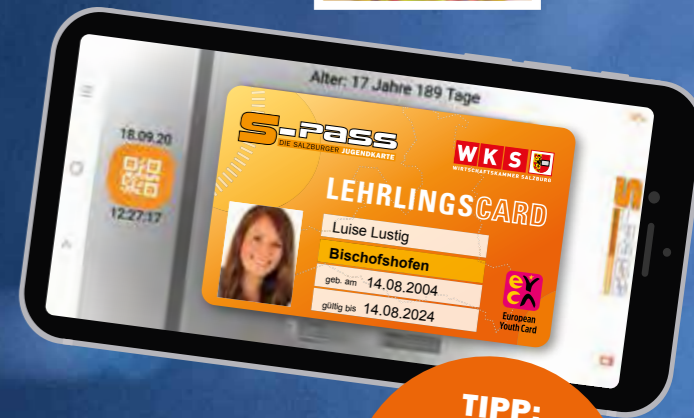 Alter: 17 Jahre 189 Tage
18.09.20
12:27:17
S-PASS
DIE SALZBURGER JUGENDKARTE
WKS
WIRTSCHAFTSKAMMER SALZBURG
LEHRLINGSCARD
Luise Lustig
Bischofshofen
geb. am 14.08.2004
gültig bis 14.08.2024
eyca
European
Youth Card
TIPP: